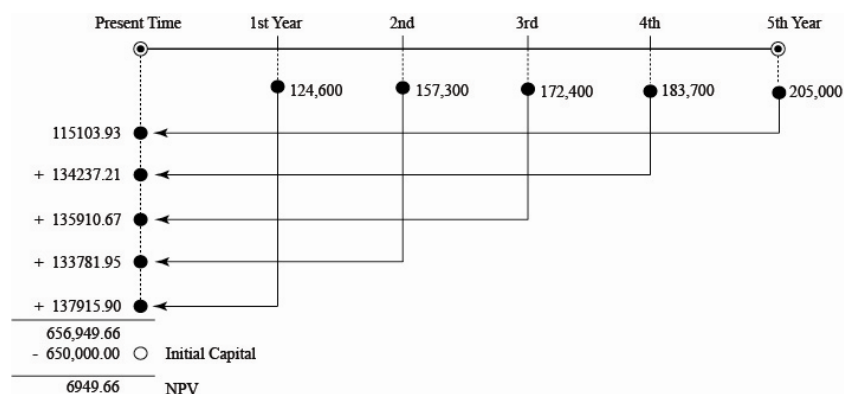 Present Time 1st Year 2nd 3rd 4th 5th Year
124,600 157,300 172,400 183,700 205,000
115103.93
+ 134237.21
+ 135910.67
+ 133781.95
+ 137915.90
656,949.66
- 650,000.00 Initial Capital
6949.66 NPV